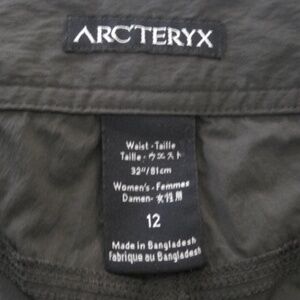 ARC'TERYX
Waist - Taille
Taille - ウエスト
32"/81cm
Women's - Femmes
Damen - 女性用
12
Made in Bangladesh
Fabriqué au Bangladesh